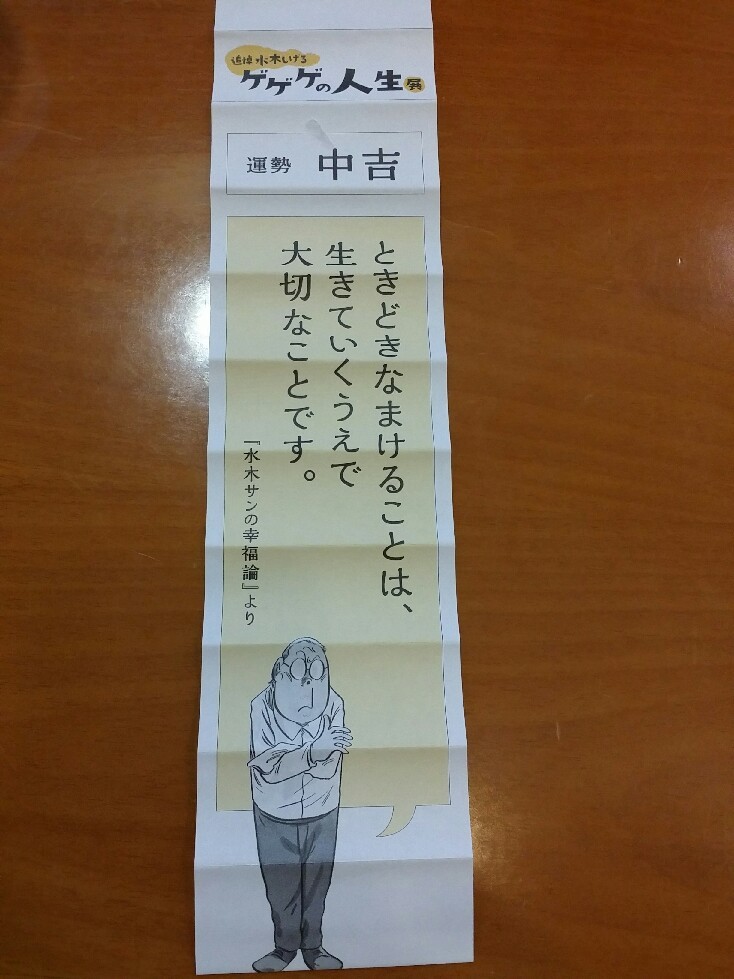 追悼 水木しげる
ゲゲゲの人生展
運勢 中吉
ときどきなまけることは、
生きていくうえで
大切なことです。
『水木サンの幸福論』より